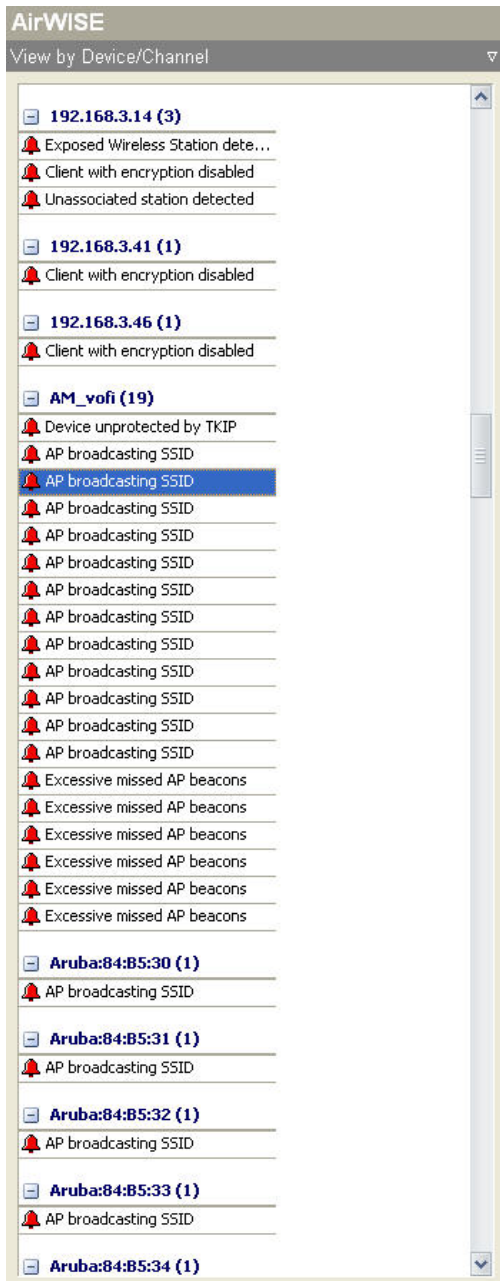 AirWISE
View by Device/Channel
192.168.3.14 (3)
Exposed Wireless Station dete...
Client with encryption disabled
Unassociated station detected
192.168.3.41 (1)
Client with encryption disabled
192.168.3.46 (1)
Client with encryption disabled
AM_vofi (19)
Device unprotected by TKIP
AP broadcasting SSID
AP broadcasting SSID
AP broadcasting SSID
AP broadcasting SSID
AP broadcasting SSID
AP broadcasting SSID
AP broadcasting SSID
AP broadcasting SSID
AP broadcasting SSID
AP broadcasting SSID
AP broadcasting SSID
AP broadcasting SSID
Excessive missed AP beacons
Excessive missed AP beacons
Excessive missed AP beacons
Excessive missed AP beacons
Excessive missed AP beacons
Excessive missed AP beacons
Aruba:84:B5:30 (1)
AP broadcasting SSID
Aruba:84:B5:31 (1)
AP broadcasting SSID
Aruba:84:B5:32 (1)
AP broadcasting SSID
Aruba:84:B5:33 (1)
AP broadcasting SSID
Aruba:84:B5:34 (1)